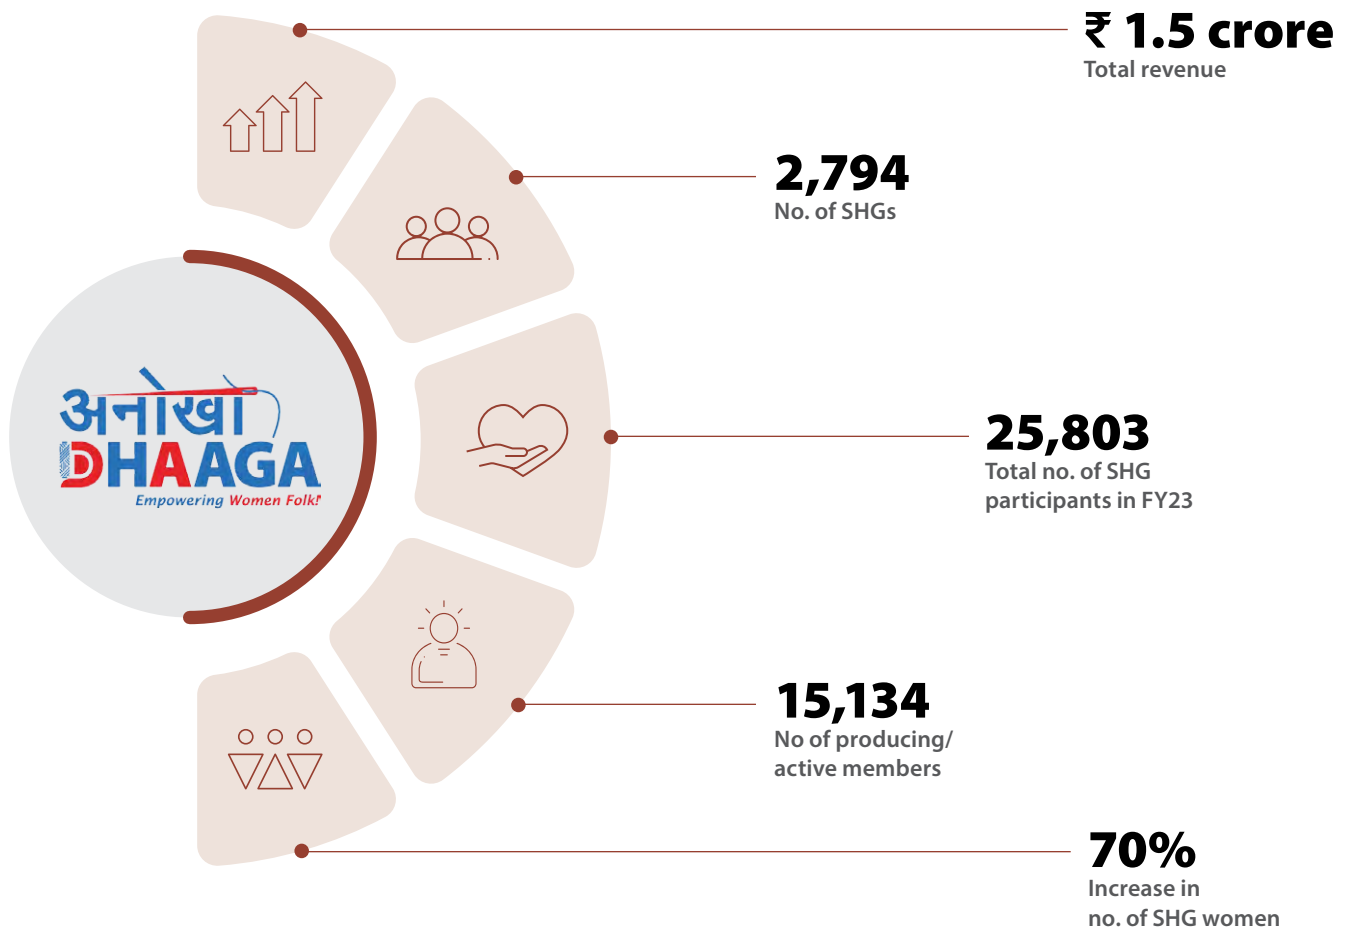 ₹ 1.5 crore
Total revenue
2,794
No. of SHGs
अनोखा
DHAAGA
Empowering Women Folk!
25,803
Total no. of SHG
participants in FY23
15,134
No of producing/
active members
70%
Increase in
no. of SHG women